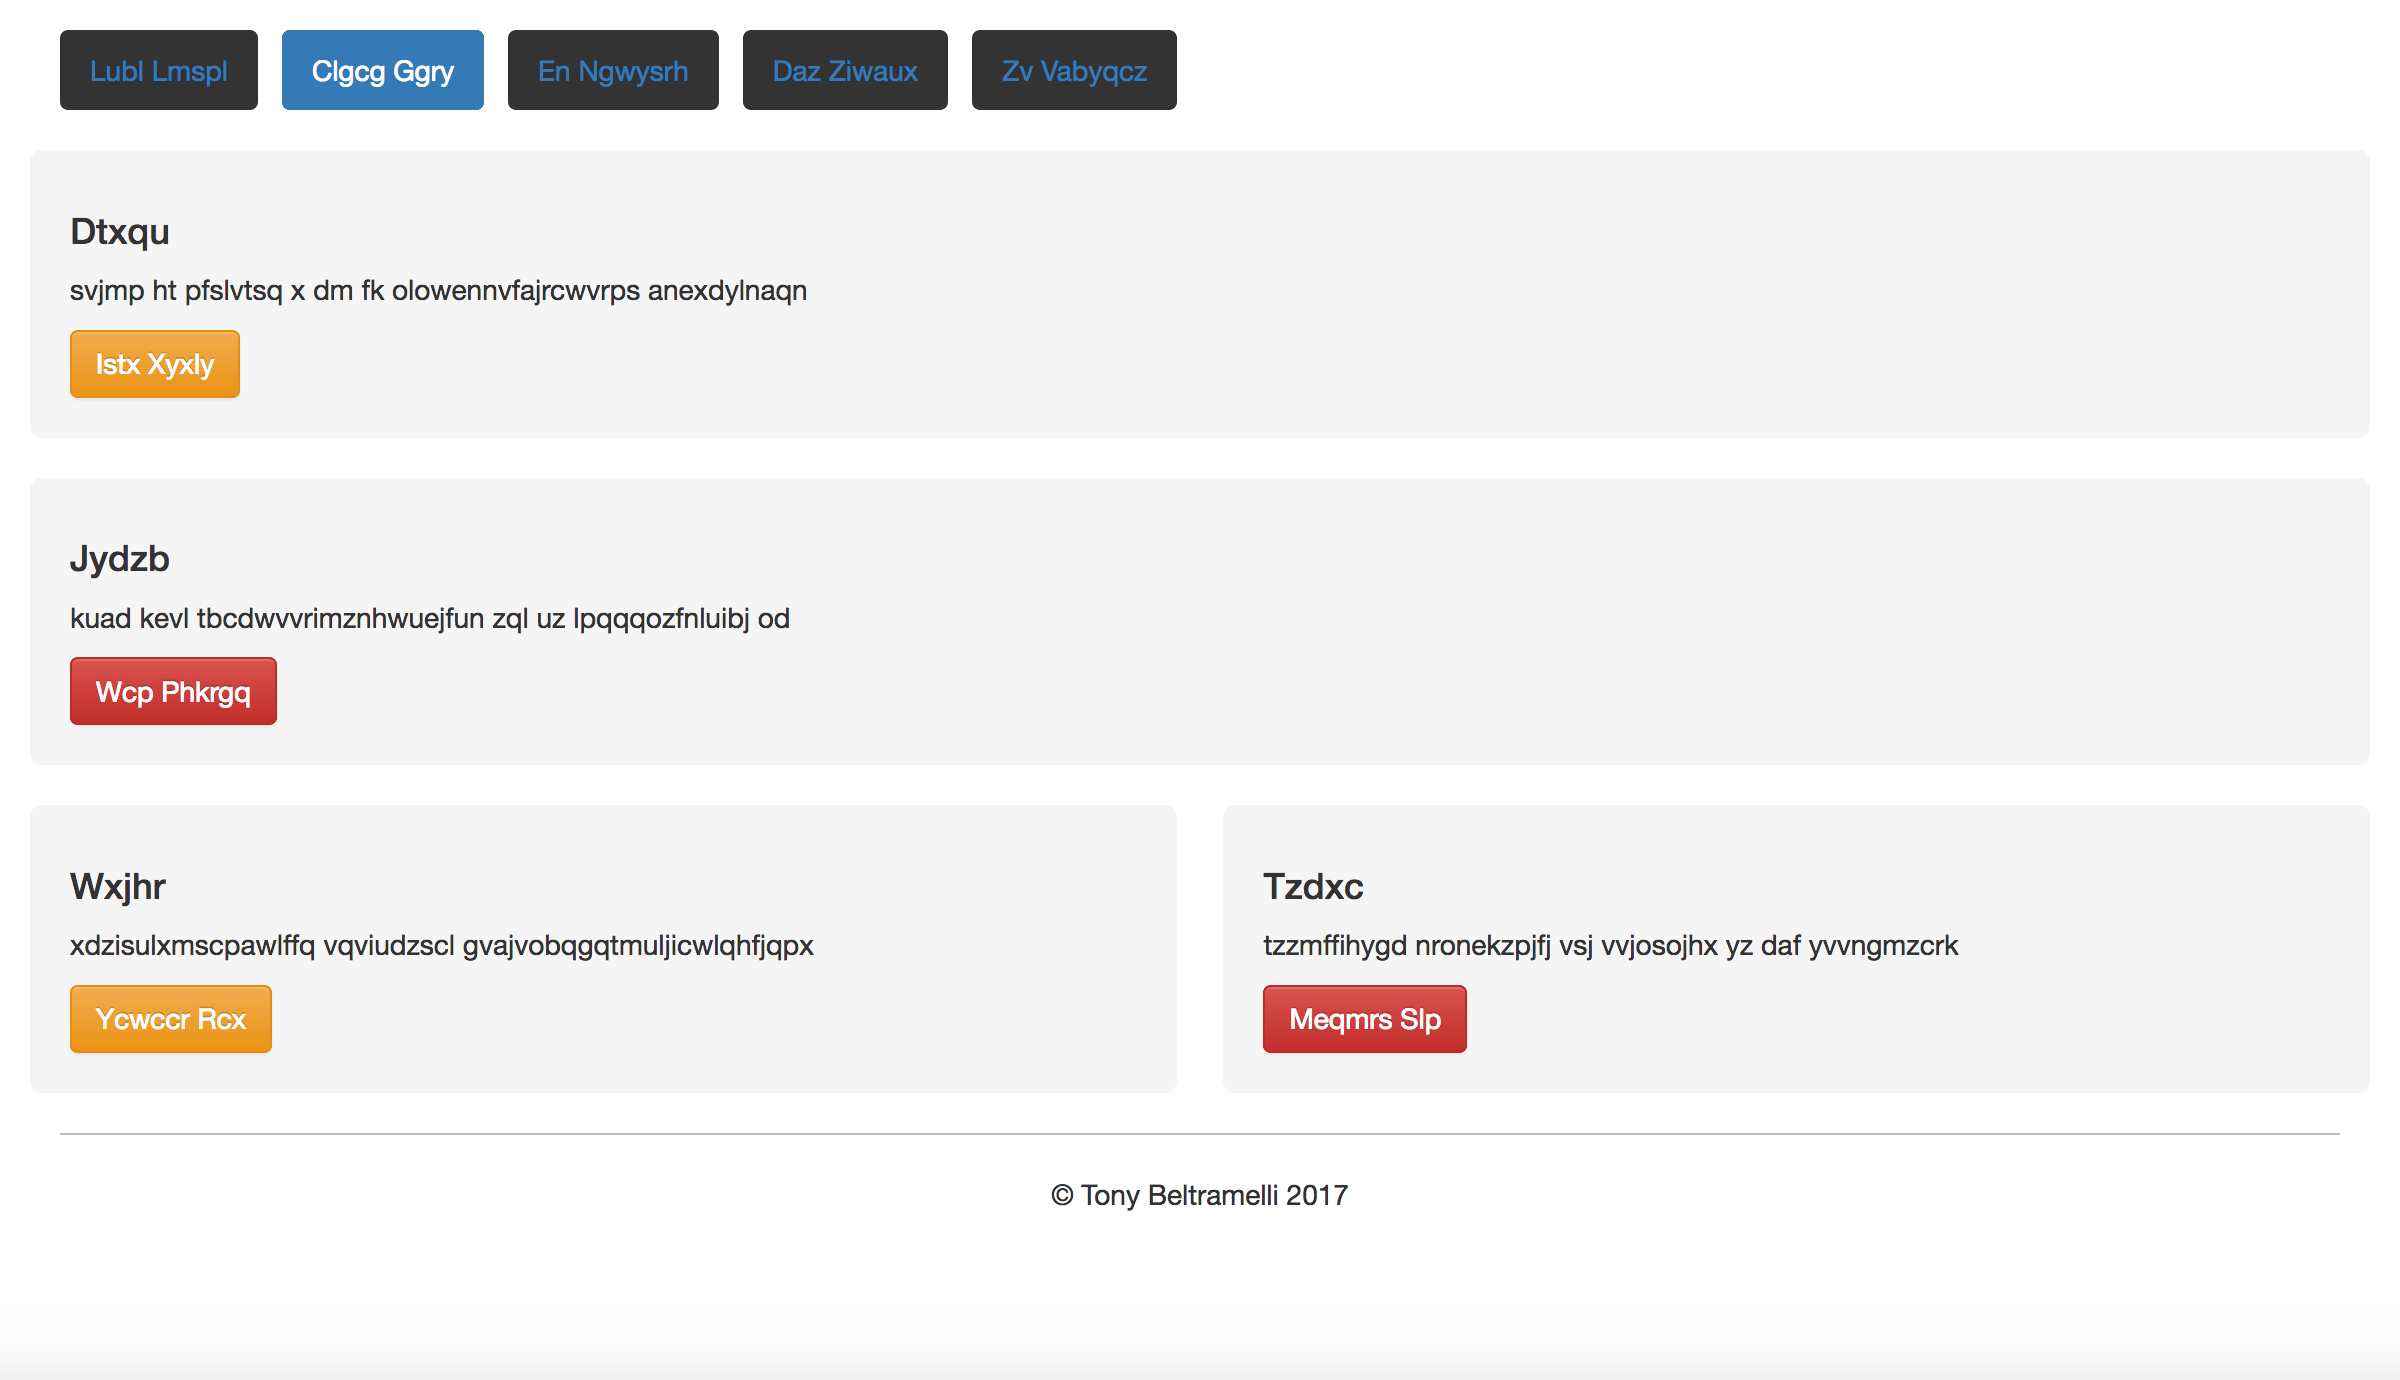 Lubl Lmspl
Clgcg Ggry
En Ngwysrh
Daz Ziwaux
Zv Vabyqcz
Dtxqu
svjmp ht pfslvtsq x dm fk olowennvfajrcwvrps anexdylnaqn
Istx Xyxly
Jydzb
kuad kevl tbcdwvvrimznhwuejfun zql uz lpqqqozfnluibj od
Wcp Phkrgq
Wxjhr
xdzisulxmscpawlffq vqviudzscl gvajvobqgqtmuljicwlqhfjqpx
Ycwccr Rcx
Tzdxc
tzzmffihygd nronekzpjfj vsj vvjosojhx yz daf yvvngmzcrk
Meqmrs Slp
© Tony Beltramelli 2017